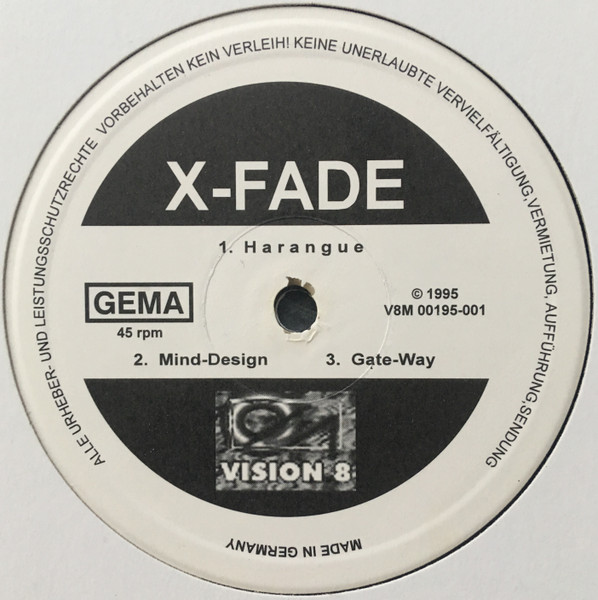 ALLE URHEBER- UND LEISTUNGSSCHUTZRECHTE VORBEHALTEN KEIN VERLEIH! KEINE UNERLAUBTE VERVIELFÄLTIGUNG,VERMIETUNG, AUFFÜHRUNG,SENDUNG
X-FADE
1. Harangue
GEMA
45 rpm
© 1995
V8M 00195-001
2. Mind-Design
3. Gate-Way
VISION 8
MADE IN GERMANY